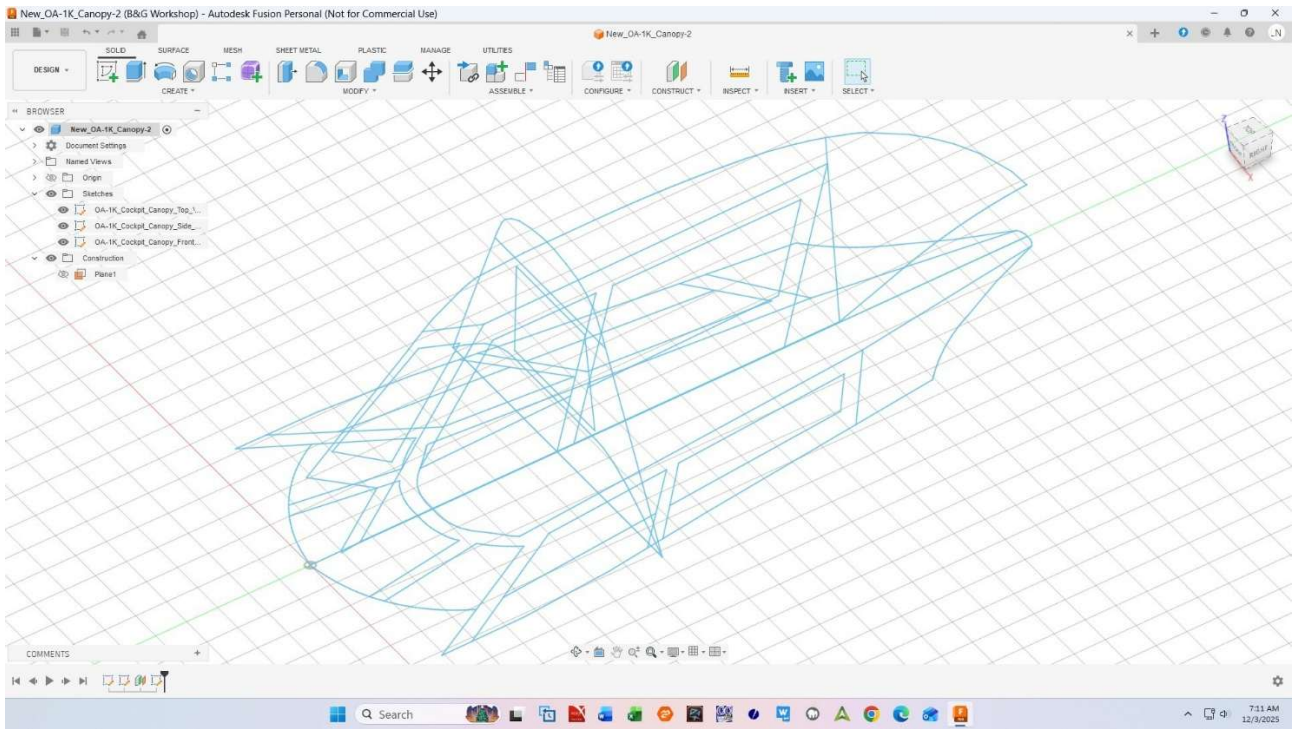 New_OA-1K_Canopy-2 (B&G Workshop) - Autodesk Fusion Personal (Not for Commercial Use)
New_OA-1K_Canopy-2
SOLID SURFACE MESH SHEET METAL PLASTIC MANAGE UTILITIES
DESIGN
CREATE MODIFY ASSEMBLE CONFIGURE CONSTRUCT INSPECT INSERT SELECT
BROWSER
New_OA-1K_Canopy-2
Document Settings
Named Views
Origin
Sketches
OA-1K_Cockpit_Canopy_Top_\...
OA-1K_Cockpit_Canopy_Side_...
OA-1K_Cockpit_Canopy_Front...
Construction
Plane1
Z
RIGHT
X
COMMENTS
Search
7:11 AM
12/3/2025